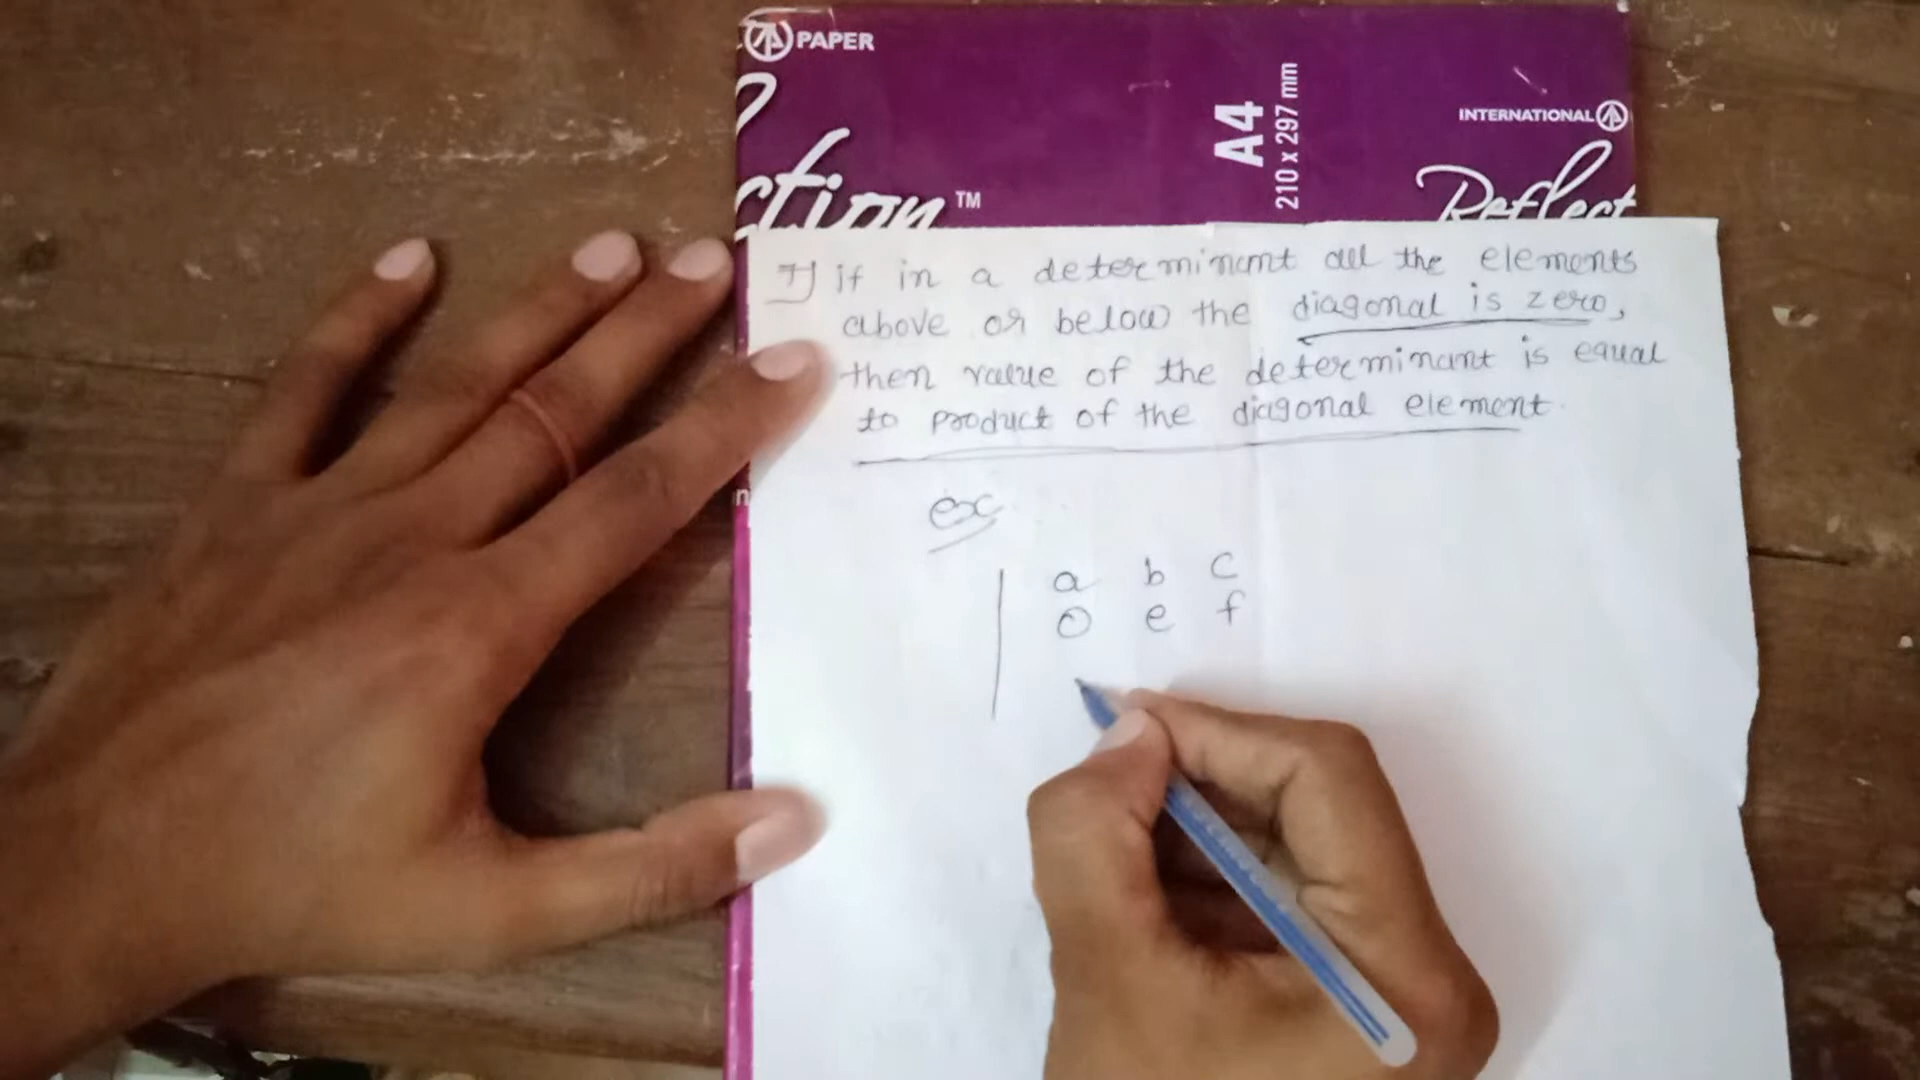 PAPER
A4
210 x 297 mm
INTERNATIONAL
ction ™
Reflect
7) if in a determinant all the elements
above or below the diagonal is zero,
then value of the determinant is equal
to product of the diagonal element.
ex
a b c
0 e f